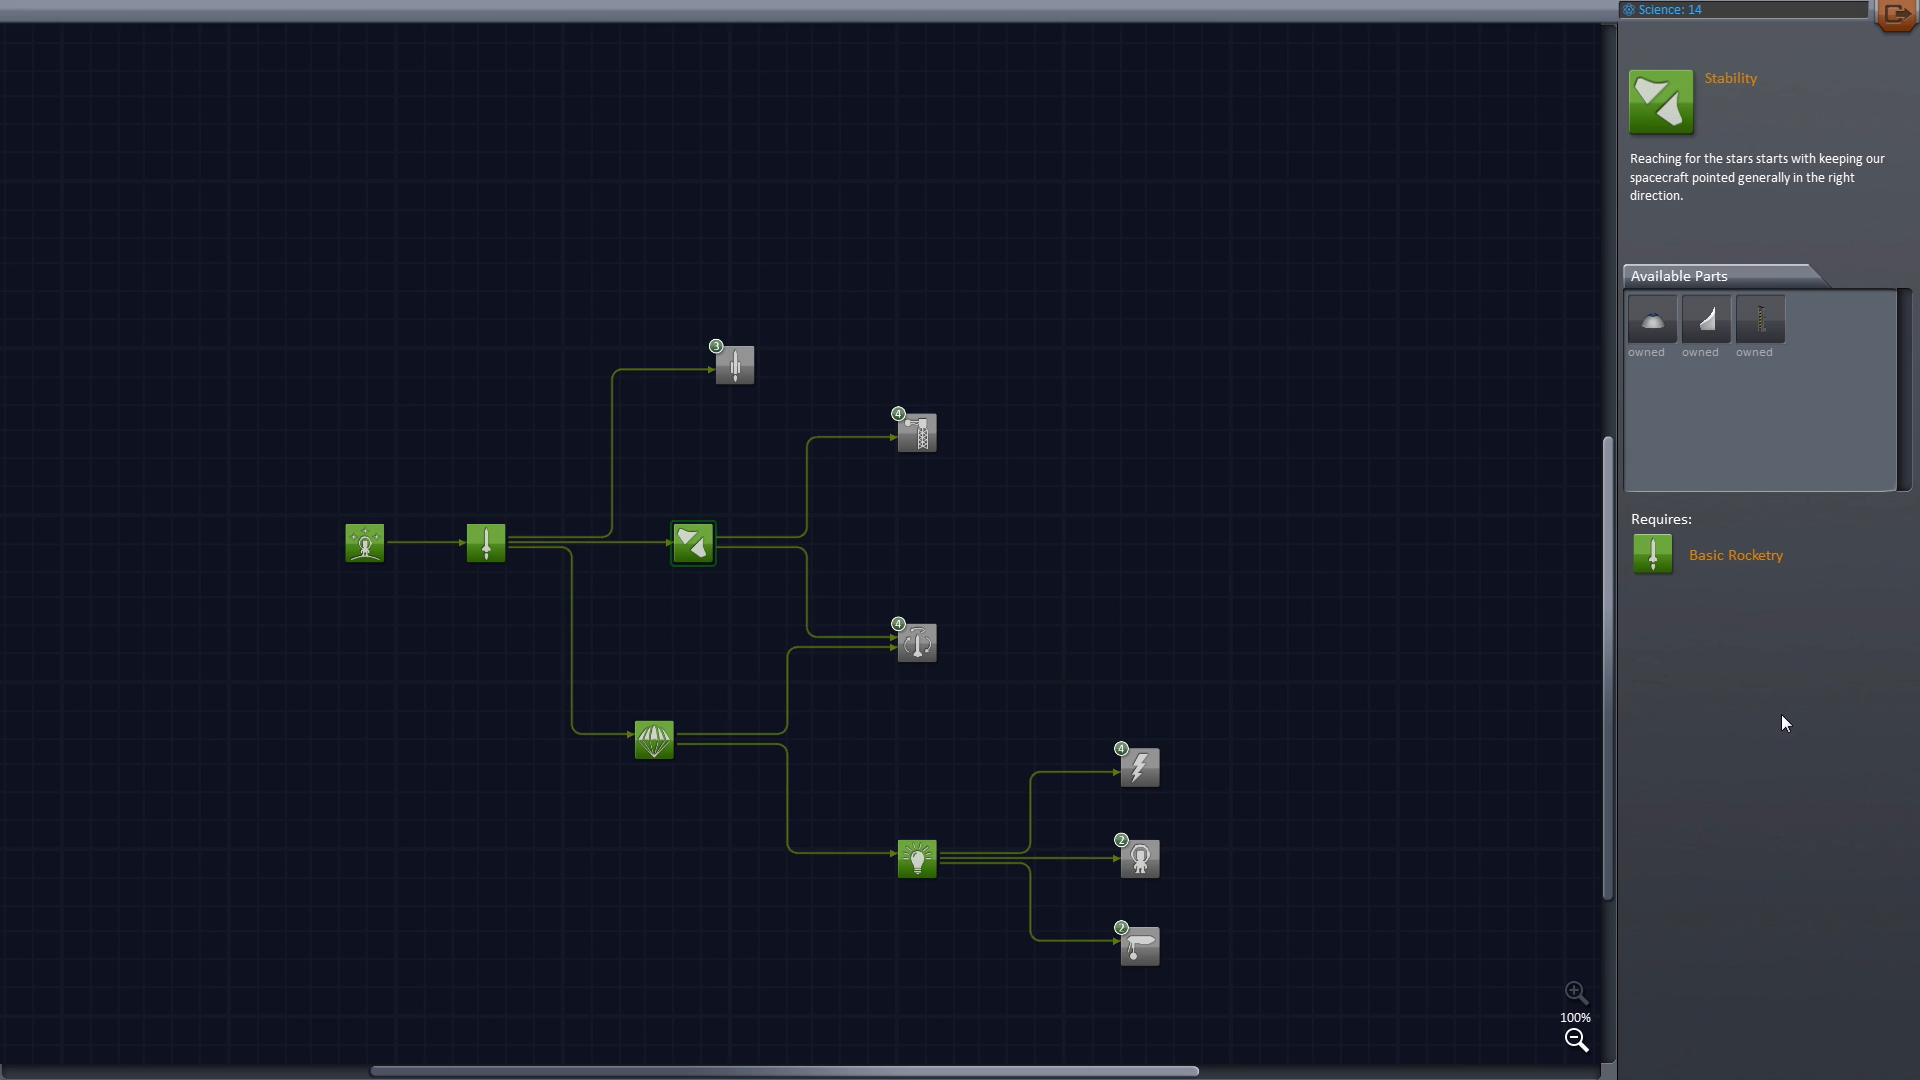 Science: 14
Stability
Reaching for the stars starts with keeping our
spacecraft pointed generally in the right
direction.
Available Parts
owned owned owned
3
4
Requires:
Basic Rocketry
4
4
2
2
100%